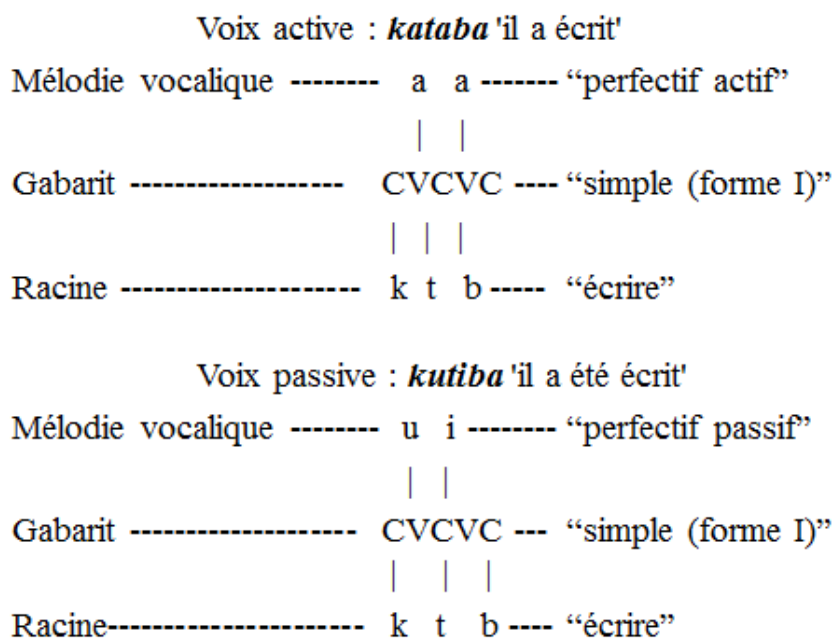 Voix active : kataba 'il a écrit'
Mélodie vocalique -------- a a ------- “perfectif actif”
| |
Gabarit ------------------- CVCVC ---- “simple (forme I)”
| | |
Racine --------------------- k t b ----- “écrire”
Voix passive : kutiba 'il a été écrit'
Mélodie vocalique -------- u i -------- “perfectif passif”
| |
Gabarit -------------------- CVCVC --- “simple (forme I)”
| | |
Racine----------------------- k t b ---- “écrire”